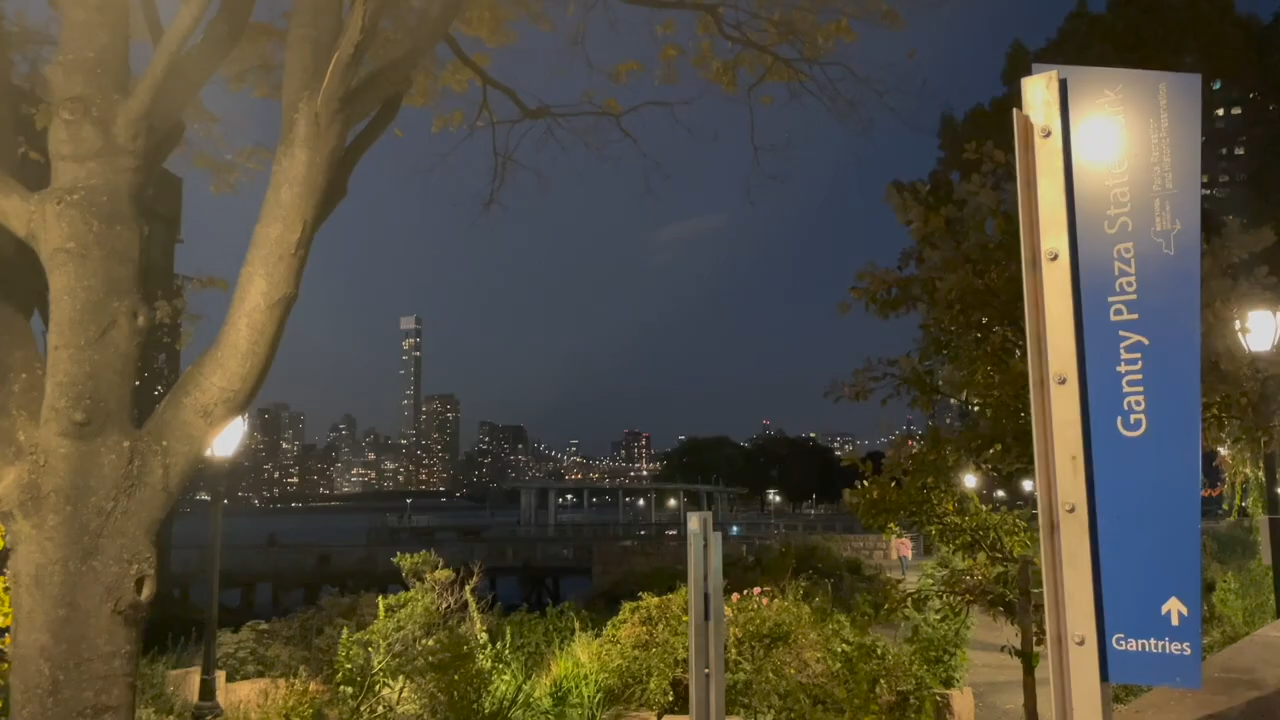 Gantry Plaza State Park
Parks, Recreation
and Historic Preservation
Gantries